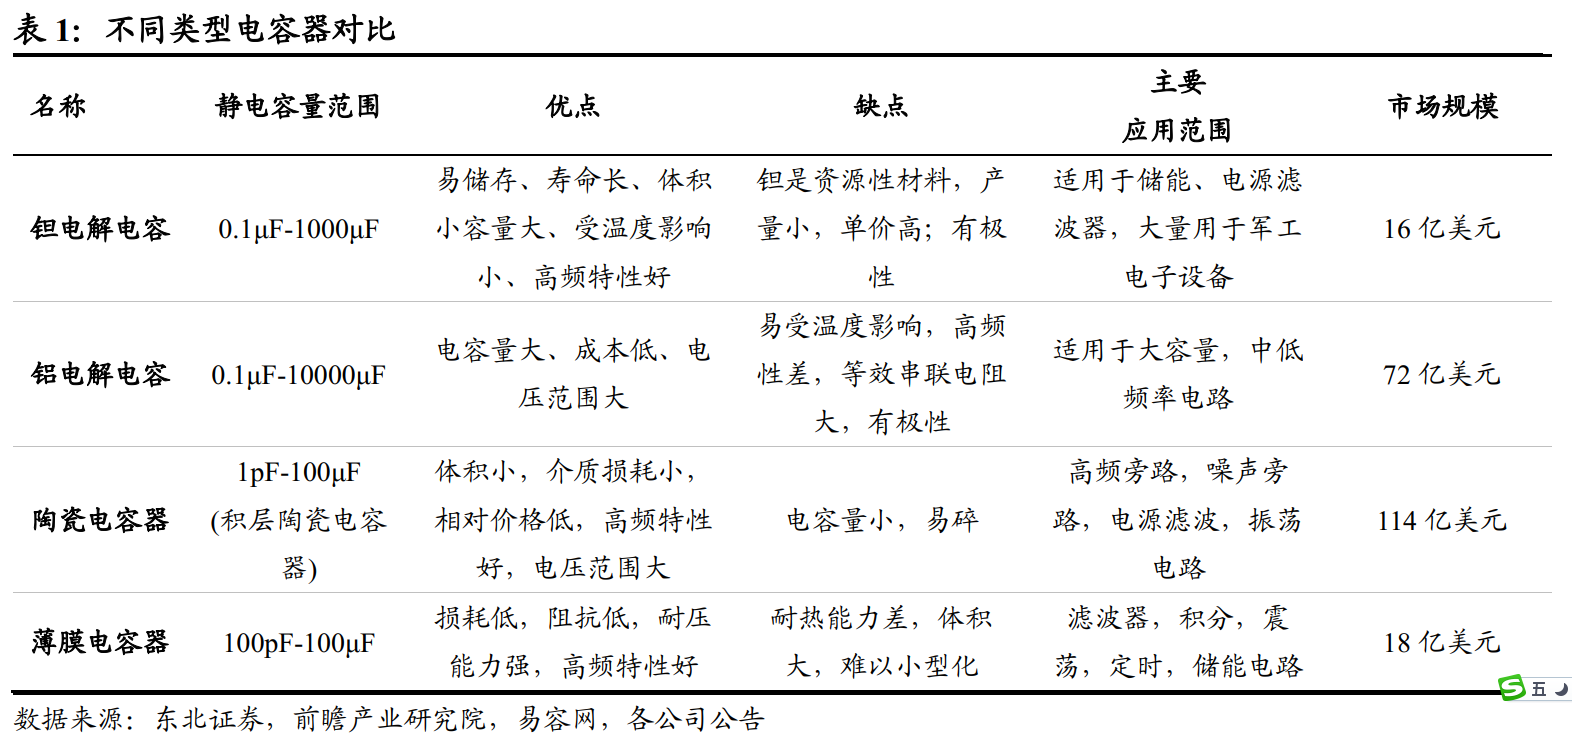 表 1：不同类型电容器对比
名称 静电容量范围 优点 缺点 主要 应用范围 市场规模
钽电解电容 0.1μF-1000μF 易储存、寿命长、体积 小容量大、受温度影响 小、高频特性好 钽是资源性材料，产 量小，单价高；有极 性 适用于储能、电源滤 波器，大量用于军工 电子设备 16 亿美元
铝电解电容 0.1μF-10000μF 电容量大、成本低、电 压范围大 易受温度影响，高频 性差，等效串联电阻 大，有极性 适用于大容量，中低 频率电路 72 亿美元
陶瓷电容器 1pF-100μF (积层陶瓷电容 器) 体积小，介质损耗小， 相对价格低，高频特性 好，电压范围大 电容量小，易碎 高频旁路，噪声旁 路，电源滤波，振荡 电路 114 亿美元
薄膜电容器 100pF-100μF 损耗低，阻抗低，耐压 能力强，高频特性好 耐热能力差，体积 大，难以小型化 滤波器，积分，震 荡，定时，储能电路 18 亿美元
S 五
数据来源：东北证券，前瞻产业研究院，易容网，各公司公告